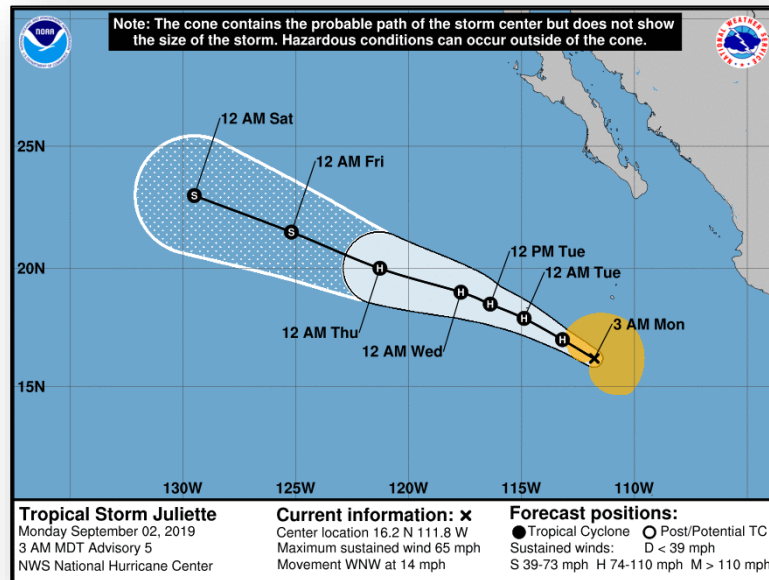 Note: The cone contains the probable path of the storm center but does not show
the size of the storm. Hazardous conditions can occur outside of the cone.
NOAA
NATIONAL WEATHER SERVICE
12 AM Sat
25N
12 AM Fri
S
S
12 PM Tue
20N
H
12 AM Tue
H
H
12 AM Thu
H
3 AM Mon
12 AM Wed
H
15N
130W 125W 120W 115W 110W
Tropical Storm Juliette
Monday September 02, 2019
3 AM MDT Advisory 5
NWS National Hurricane Center
Current information: ×
Center location 16.2 N 111.8 W
Maximum sustained wind 65 mph
Movement WNW at 14 mph
Forecast positions:
● Tropical Cyclone ○ Post/Potential TC
Sustained winds: D < 39 mph
S 39-73 mph H 74-110 mph M > 110 mph